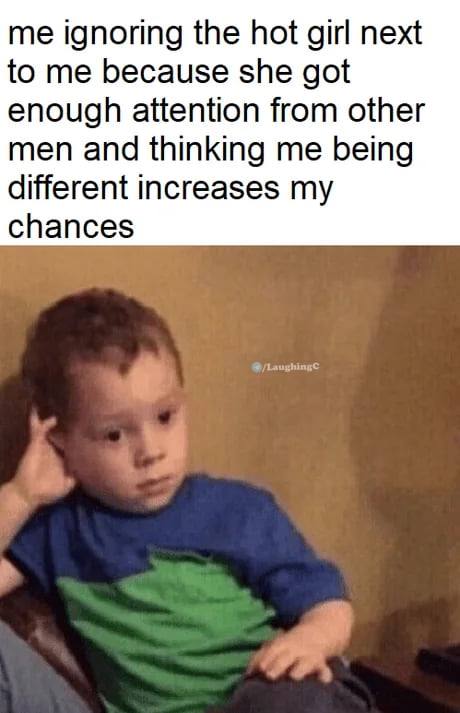 me ignoring the hot girl next
to me because she got
enough attention from other
men and thinking me being
different increases my
chances
/LaughingC